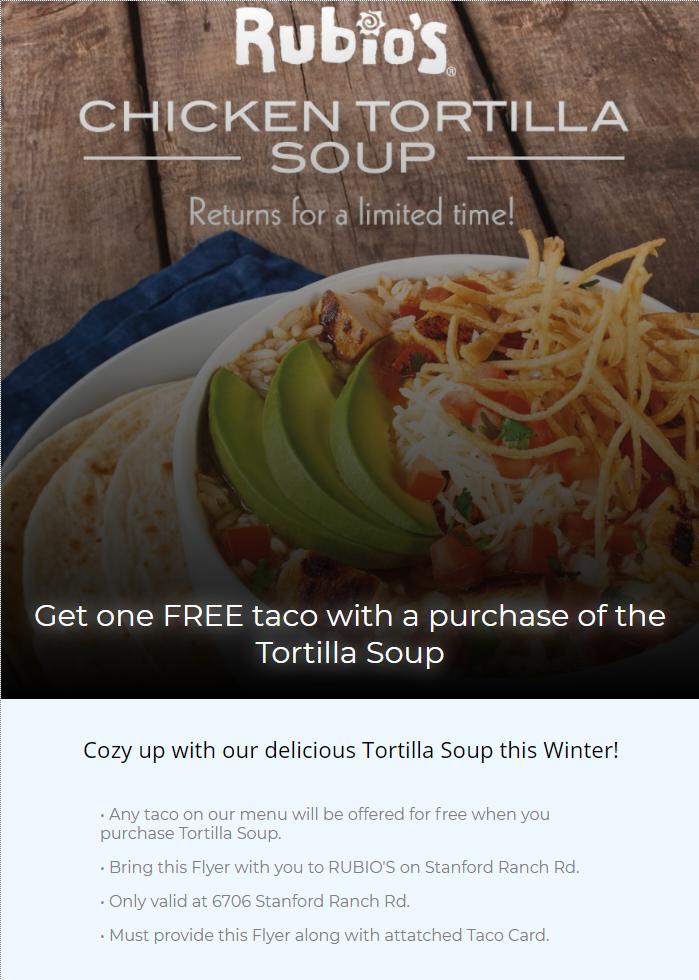 Rubio's®
CHICKEN TORTILLA
SOUP
Returns for a limited time!
Get one FREE taco with a purchase of the
Tortilla Soup
Cozy up with our delicious Tortilla Soup this Winter!
• Any taco on our menu will be offered for free when you
purchase Tortilla Soup.
• Bring this Flyer with you to RUBIO'S on Stanford Ranch Rd.
• Only valid at 6706 Stanford Ranch Rd.
• Must provide this Flyer along with attatched Taco Card.